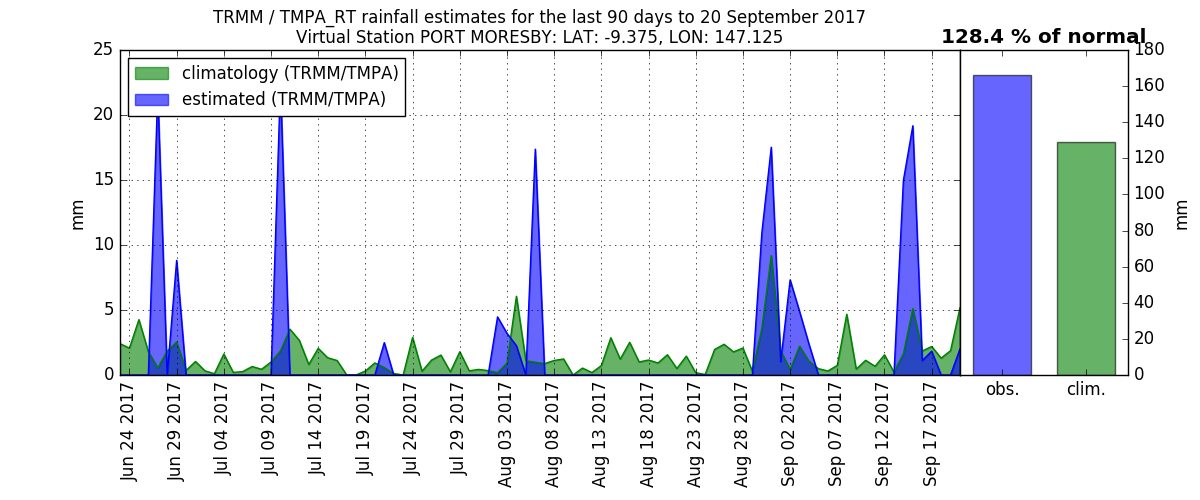 TRMM / TMPA_RT rainfall estimates for the last 90 days to 20 September 2017
Virtual Station PORT MORESBY: LAT: -9.375, LON: 147.125
128.4 % of normal
climatology (TRMM/TMPA)
estimated (TRMM/TMPA)
25
20
15
10
5
0
mm
Jun 24 2017
Jun 29 2017
Jul 04 2017
Jul 09 2017
Jul 14 2017
Jul 19 2017
Jul 24 2017
Jul 29 2017
Aug 03 2017
Aug 08 2017
Aug 13 2017
Aug 18 2017
Aug 23 2017
Aug 28 2017
Sep 02 2017
Sep 07 2017
Sep 12 2017
Sep 17 2017
obs.
clim.
180
160
140
120
100
80
60
40
20
0
mm